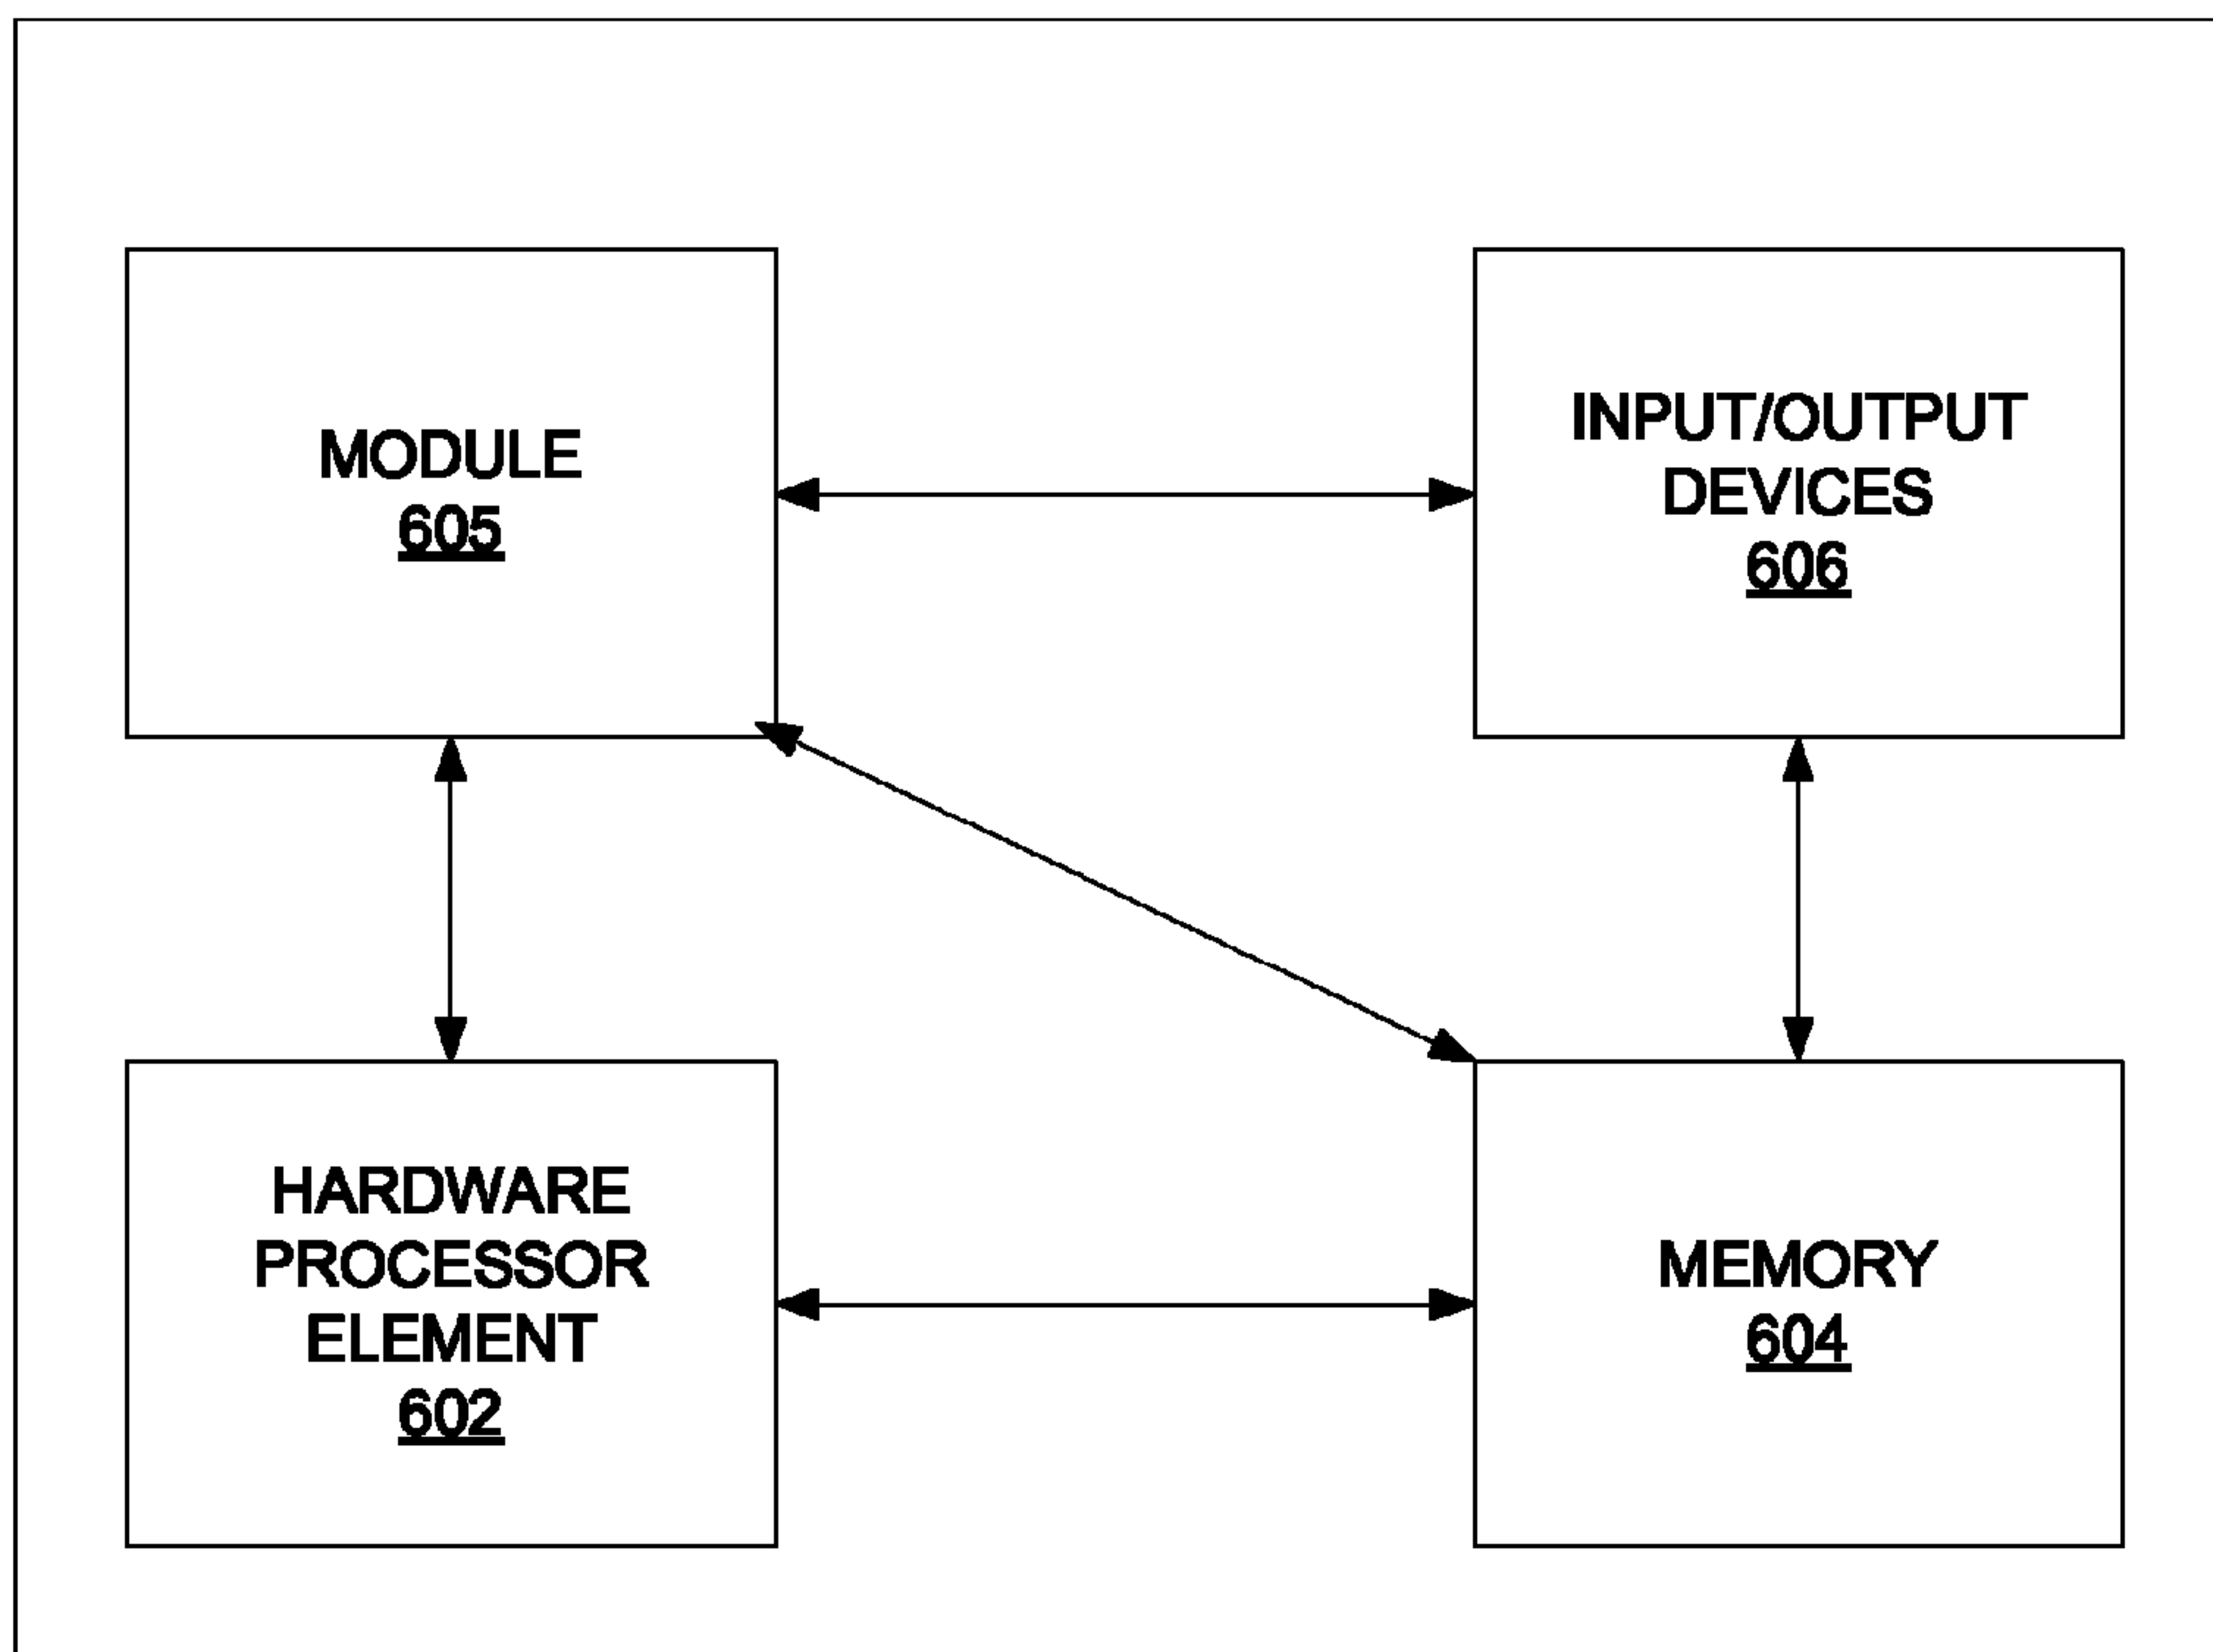 MODULE
605
INPUT/OUTPUT
DEVICES
606
HARDWARE
PROCESSOR
ELEMENT
602
MEMORY
604